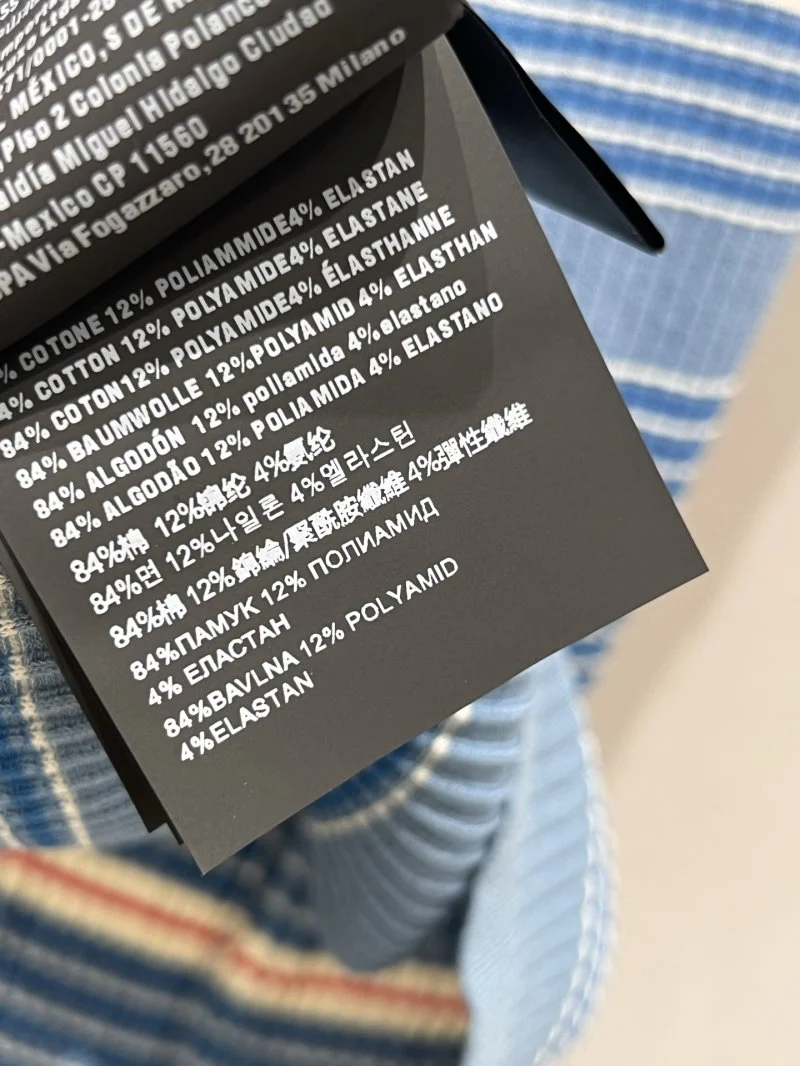 71/0001-26
MÉXICO,S DE
,Piso 2 Colonia Polanco
aldía Miguel Hidalgo Ciudad
-Mexico CP 11560
PA Via Fogazzaro,28 20135 Milano
% COTONE 12% POLIAMMIDE4% ELASTAN
4% COTTON 12% POLYAMIDE4% ELASTANE
84% COTON12% POLYAMIDE4% ÉLASTHANNE
84% BAUMWOLLE 12%POLYAMID 4% ELASTHAN
84% ALGODÓN 12% poliamida 4%elastano
84% ALGODÃO 12% POLIAMIDA 4% ELASTANO
84%棉 12%锦纶 4%氨纶
84%면 12%나일론 4%엘라스틴
84%棉 12%錦綸/聚酰胺纖維 4%彈性纖維
84%ПАМУК 12% ПОЛИАМИД
4% ЕЛАСТАН
84%BAVLNA 12% POLYAMID
4%ELASTAN